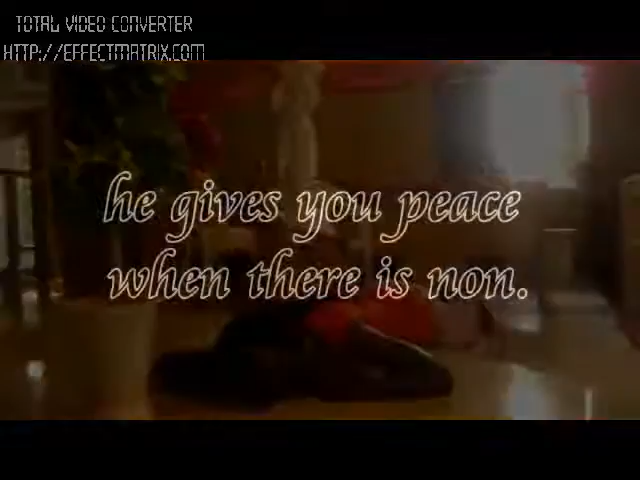 TOTAL VIDEO CONVERTER
HTTP://EFFECTMATRIX.COM
he gives you peace
when there is non.